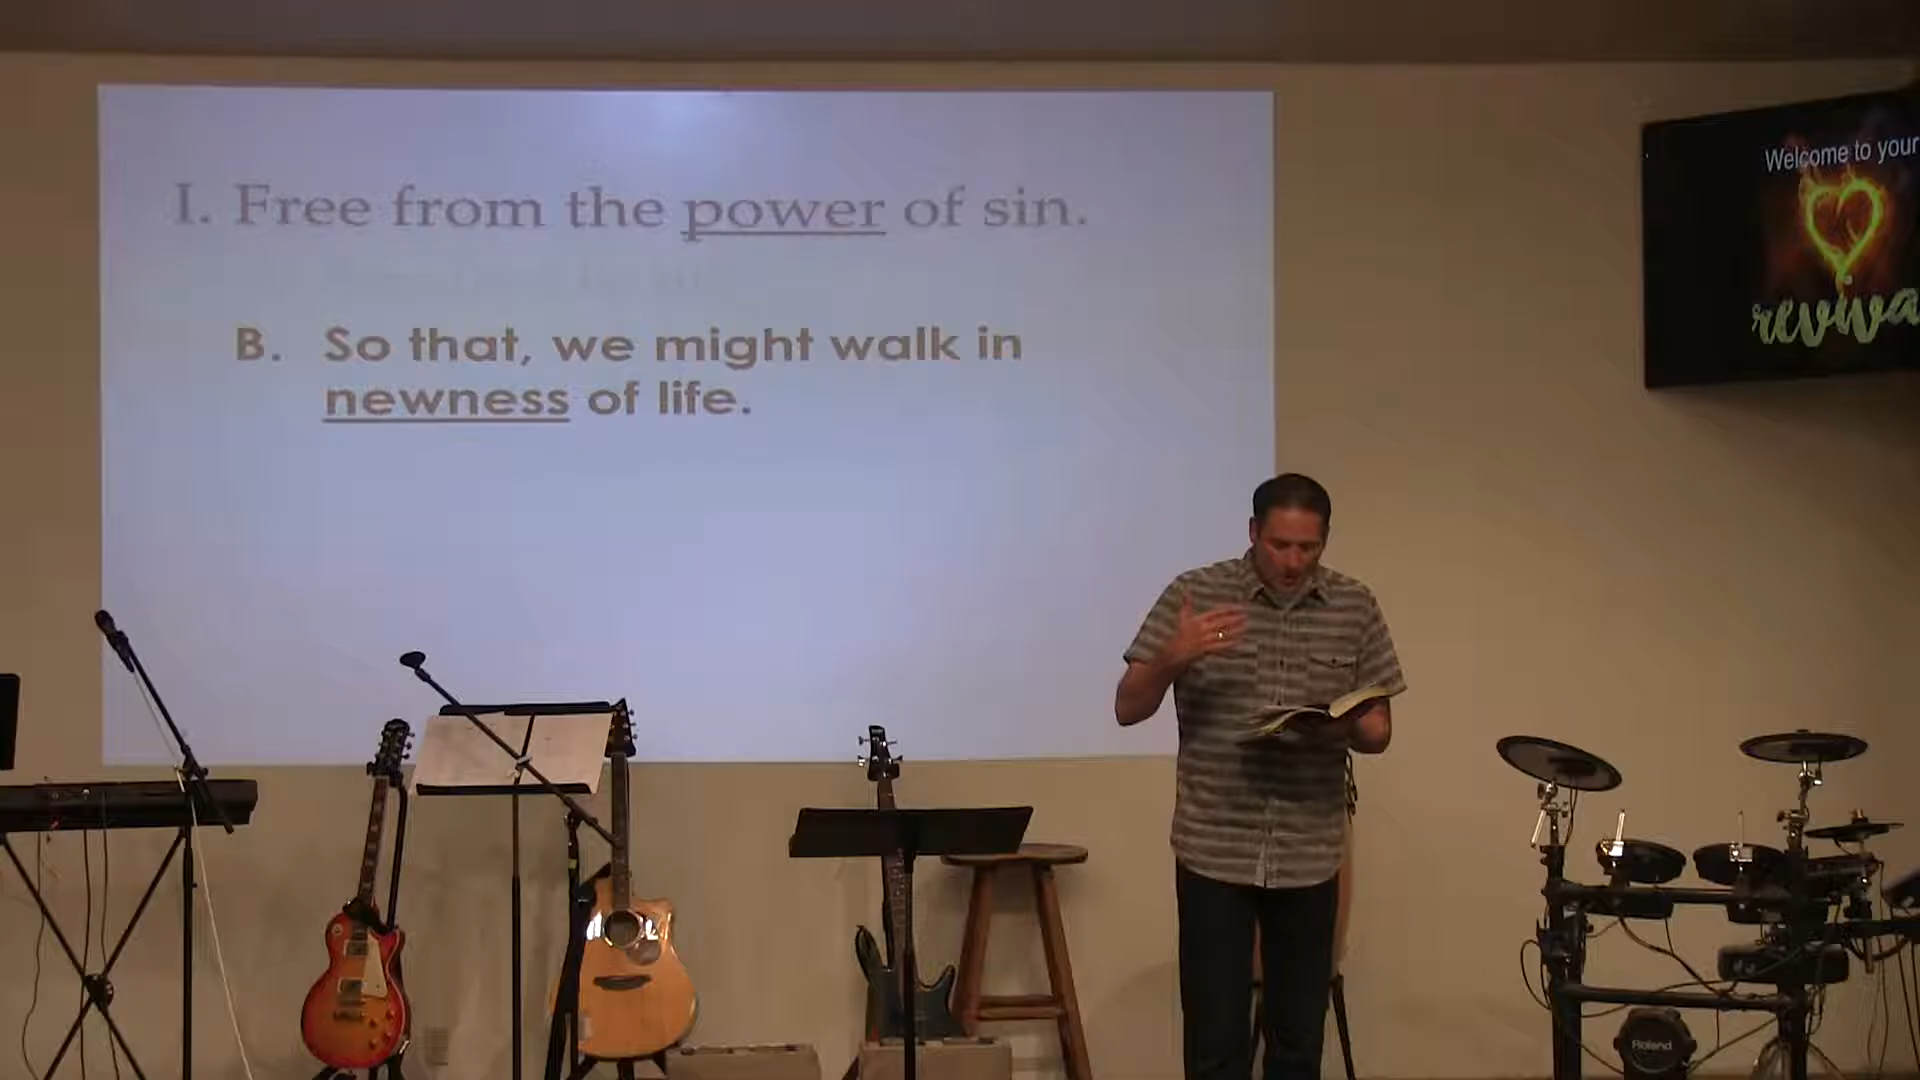 I. Free from the power of sin.
B. So that, we might walk in
newness of life.
Welcome to your
reviva
Roland